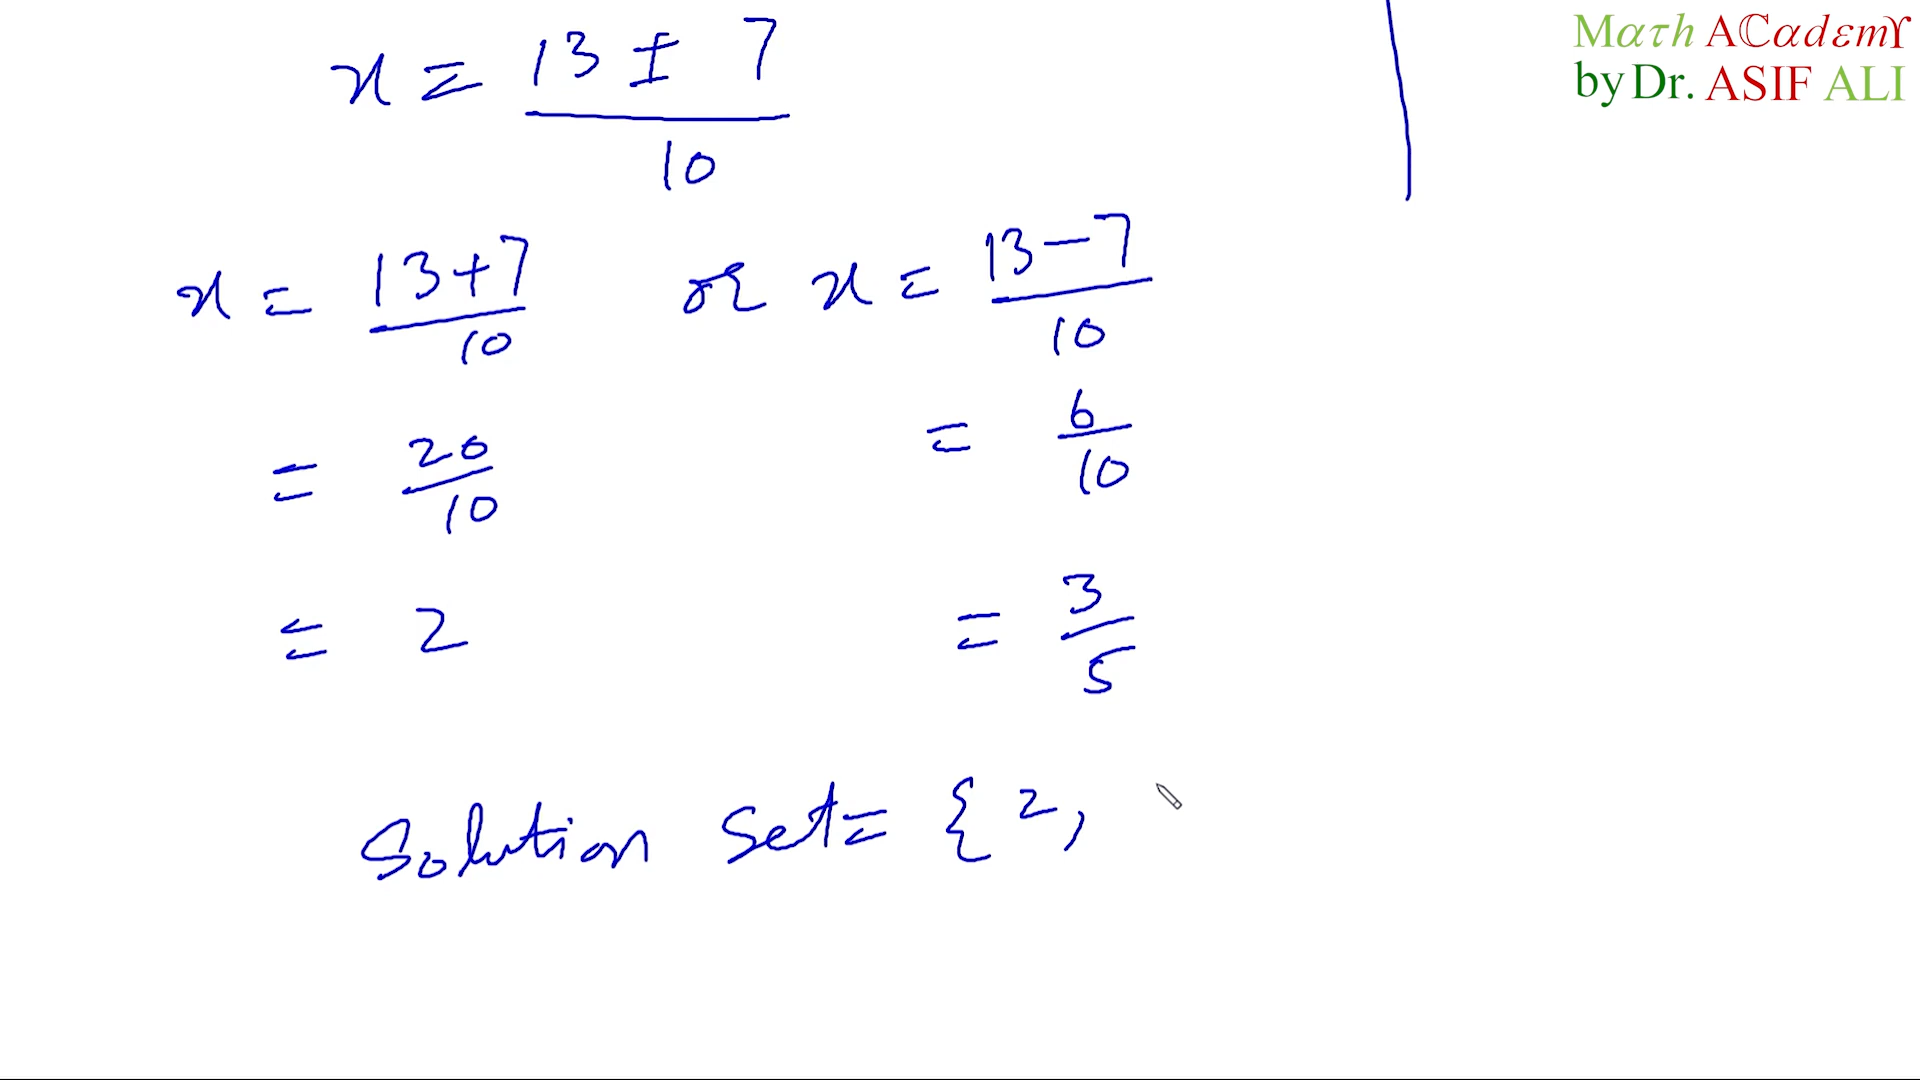 Math ACademy
by Dr. ASIF ALI
x = (13 ± 7)/10
x = (13+7)/10 or x = (13-7)/10
= 20/10 = 6/10
= 2 = 3/5
Solution Set = { 2,